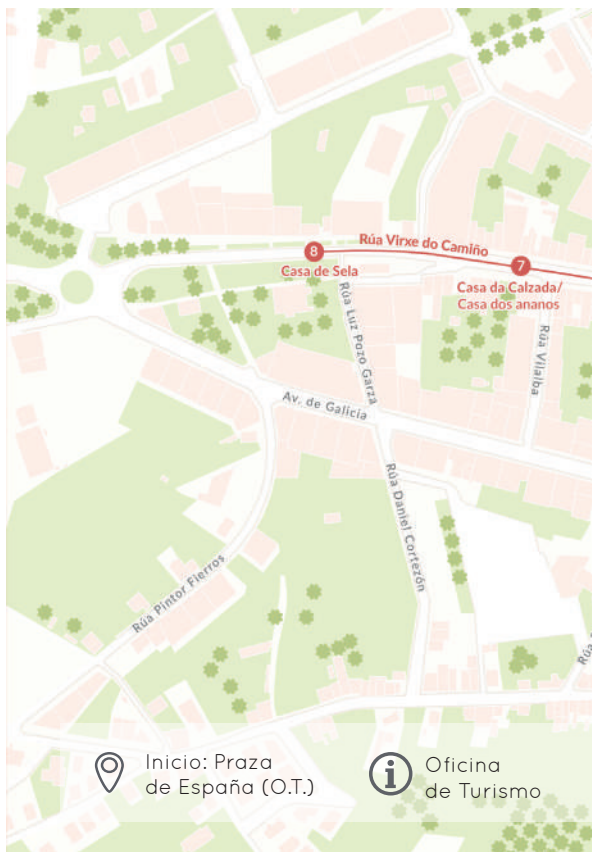 Rúa Virxe do Camiño
8
7
Casa de Sela
Casa da Calzada/
Casa dos ananos
Rúa Luz Pozo Garza
Rúa Vilalba
Av. de Galicia
Rúa Daniel Cortezón
Rúa Pintor Fierros
Rúa
Inicio: Praza
de España (O.T.)
i
Oficina
de Turismo